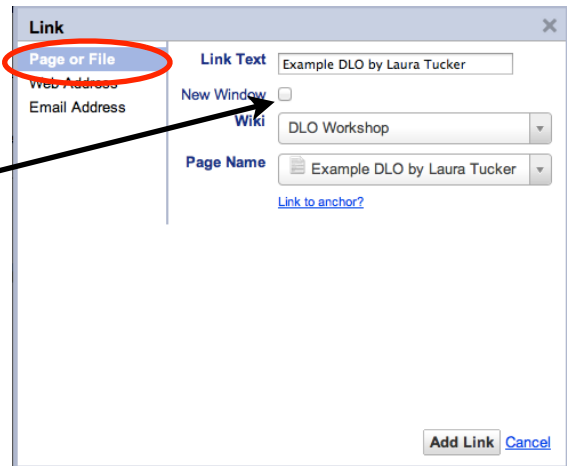 Link
Page or File
Web Address
Email Address
Link Text Example DLO by Laura Tucker
New Window
Wiki DLO Workshop
Page Name Example DLO by Laura Tucker
Link to anchor?
Add Link Cancel